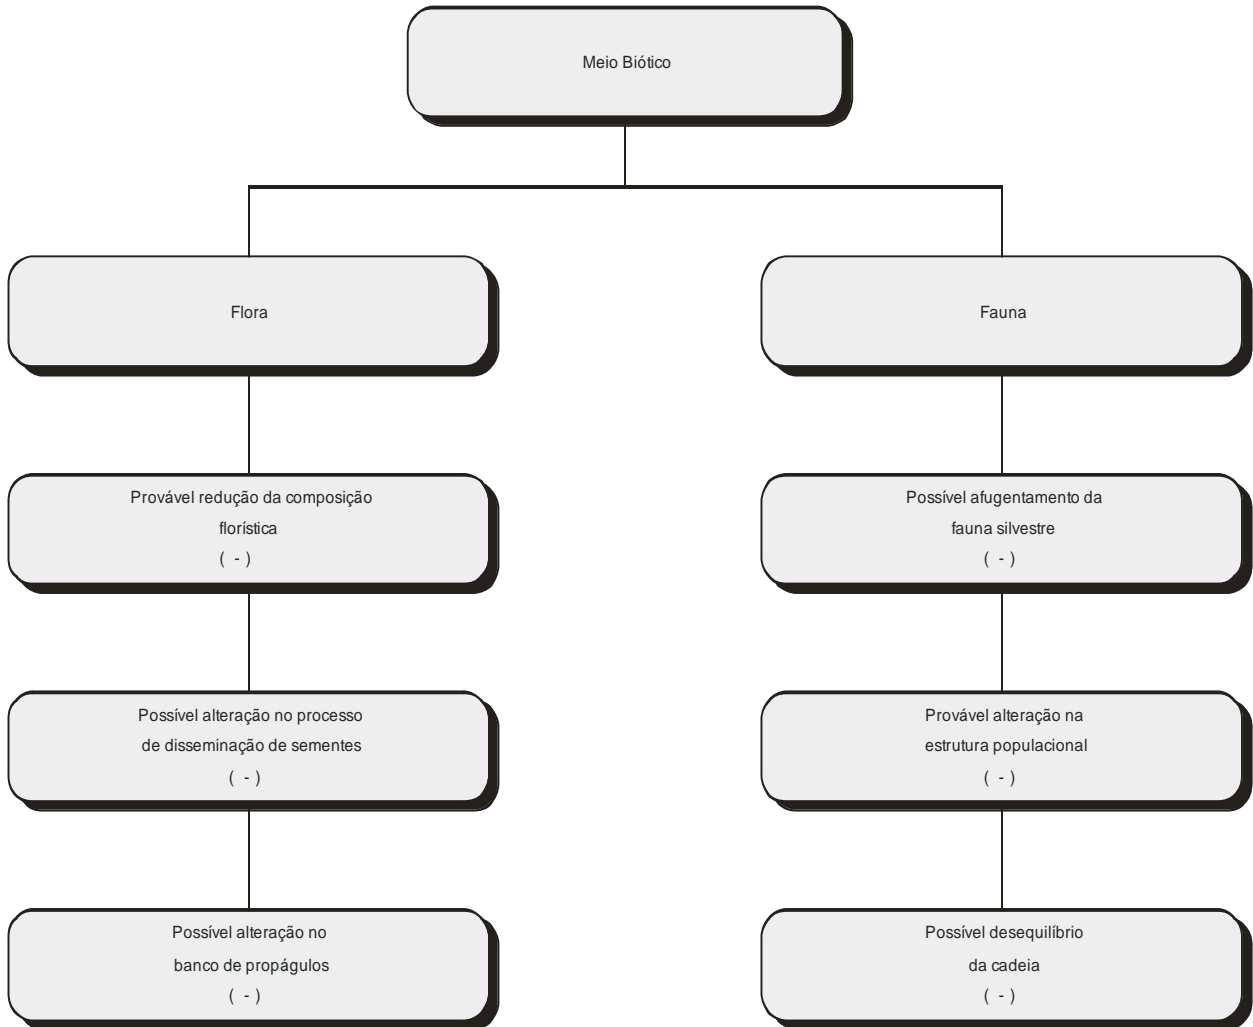 Meio Biótico
Flora
Fauna
Provável redução da composição
florística
( - )
Possível afugentamento da
fauna silvestre
( - )
Possível alteração no processo
de disseminação de sementes
( - )
Provável alteração na
estrutura populacional
( - )
Possível alteração no
banco de propágulos
( - )
Possível desequilíbrio
da cadeia
( - )